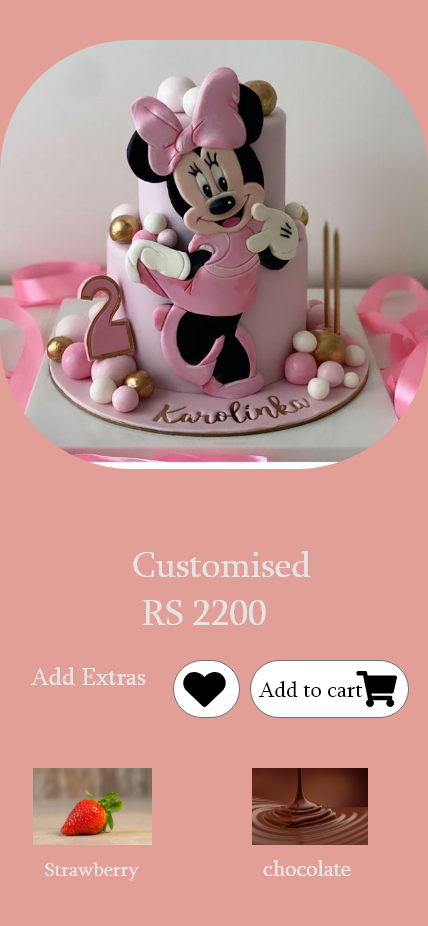 2
Karolinka
Customised
RS 2200
Add Extras
Add to cart
Strawberry
chocolate